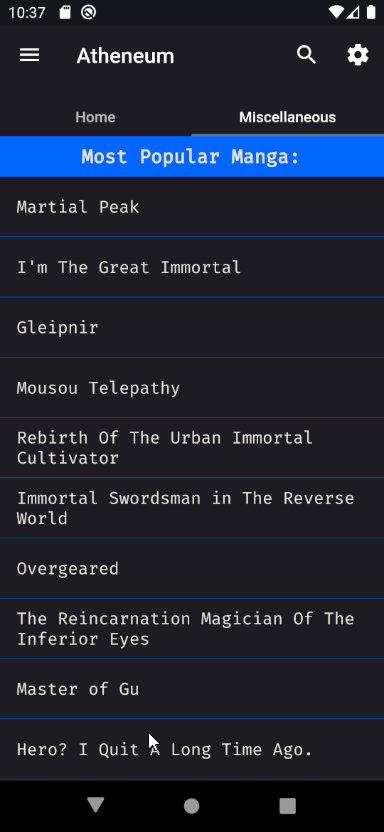 10:37
Atheneum
Home
Miscellaneous
Most Popular Manga:
Martial Peak
I'm The Great Immortal
Gleipnir
Mousou Telepathy
Rebirth Of The Urban Immortal
Cultivator
Immortal Swordsman in The Reverse
World
Overgeared
The Reincarnation Magician Of The
Inferior Eyes
Master of Gu
Hero? I Quit A Long Time Ago.